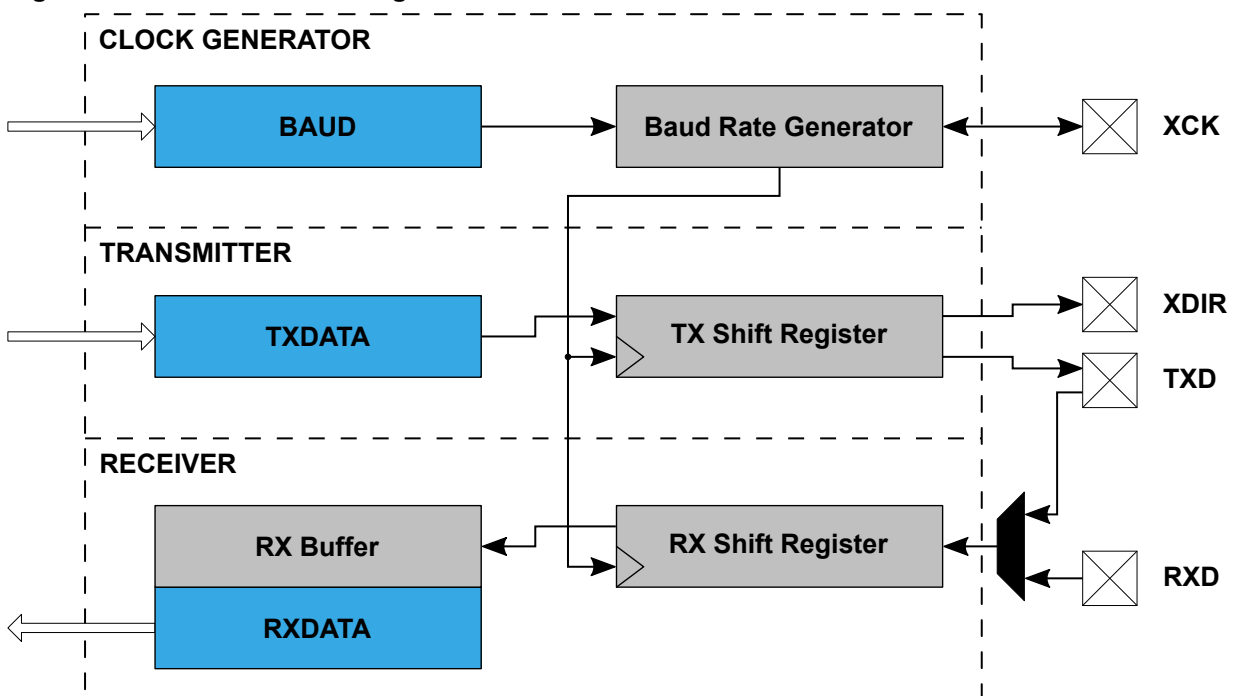 CLOCK GENERATOR
BAUD
Baud Rate Generator
XCK
TRANSMITTER
TXDATA
TX Shift Register
XDIR
TXD
RECEIVER
RX Buffer
RX Shift Register
RXD
RXDATA